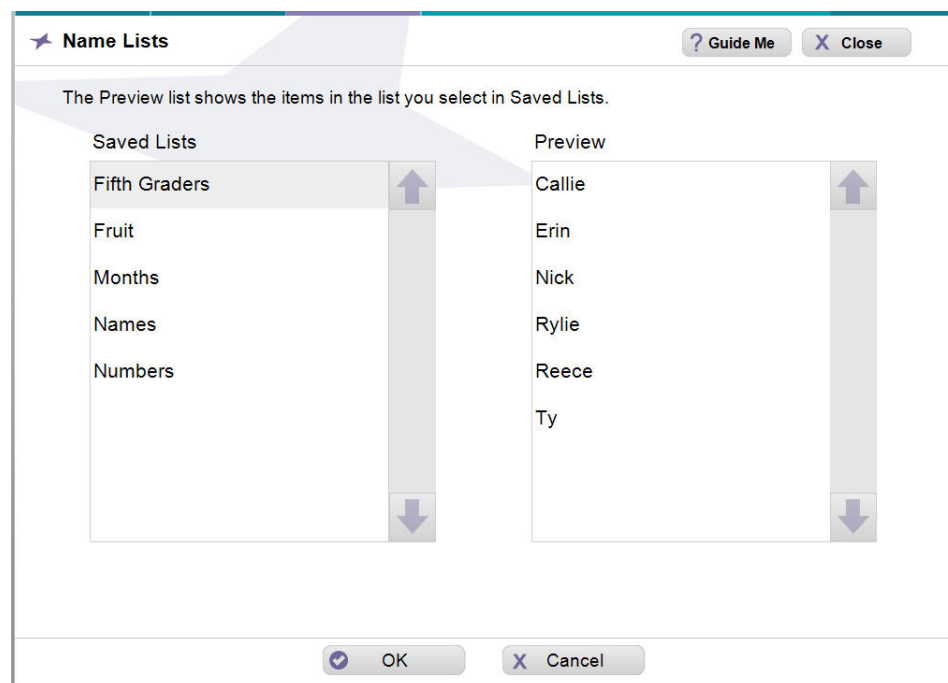 Name Lists
? Guide Me
X Close
The Preview list shows the items in the list you select in Saved Lists.
Saved Lists
Fifth Graders
Fruit
Months
Names
Numbers
Preview
Callie
Erin
Nick
Rylie
Reece
Ty
OK
X Cancel